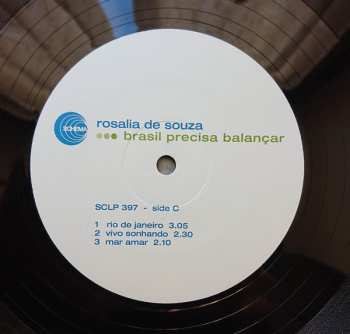 SCHEMA
rosalia de souza
brasil precisa balançar
SCLP 397 - side C
1 rio de janeiro 3.05
2 vivo sonhando 2.30
3 mar amar 2.10